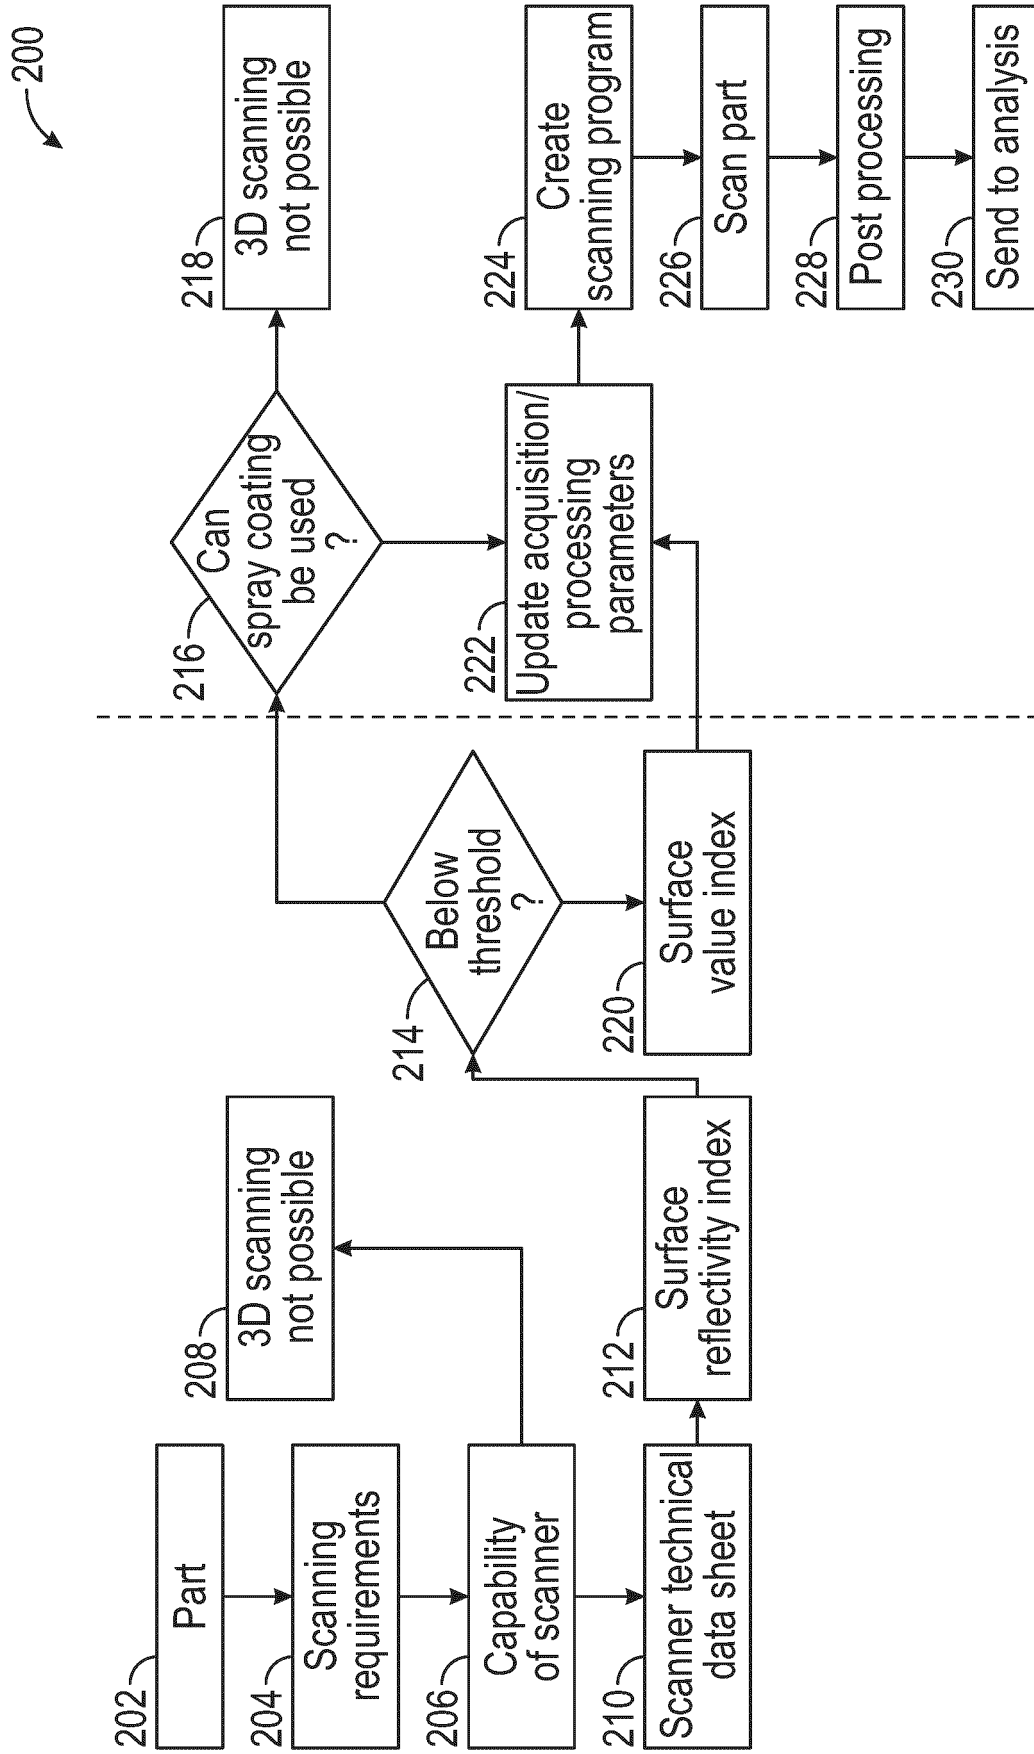 200
202
Part
204
Scanning
requirements
206
Capability
of scanner
208
3D scanning
not possible
210
Scanner technical
data sheet
212
Surface
reflectivity index
214
Below
threshold
?
216
Can
spray coating
be used
?
218
3D scanning
not possible
220
Surface
value index
222
Update acquisition/
processing
parameters
224
Create
scanning program
226
Scan part
228
Post processing
230
Send to analysis